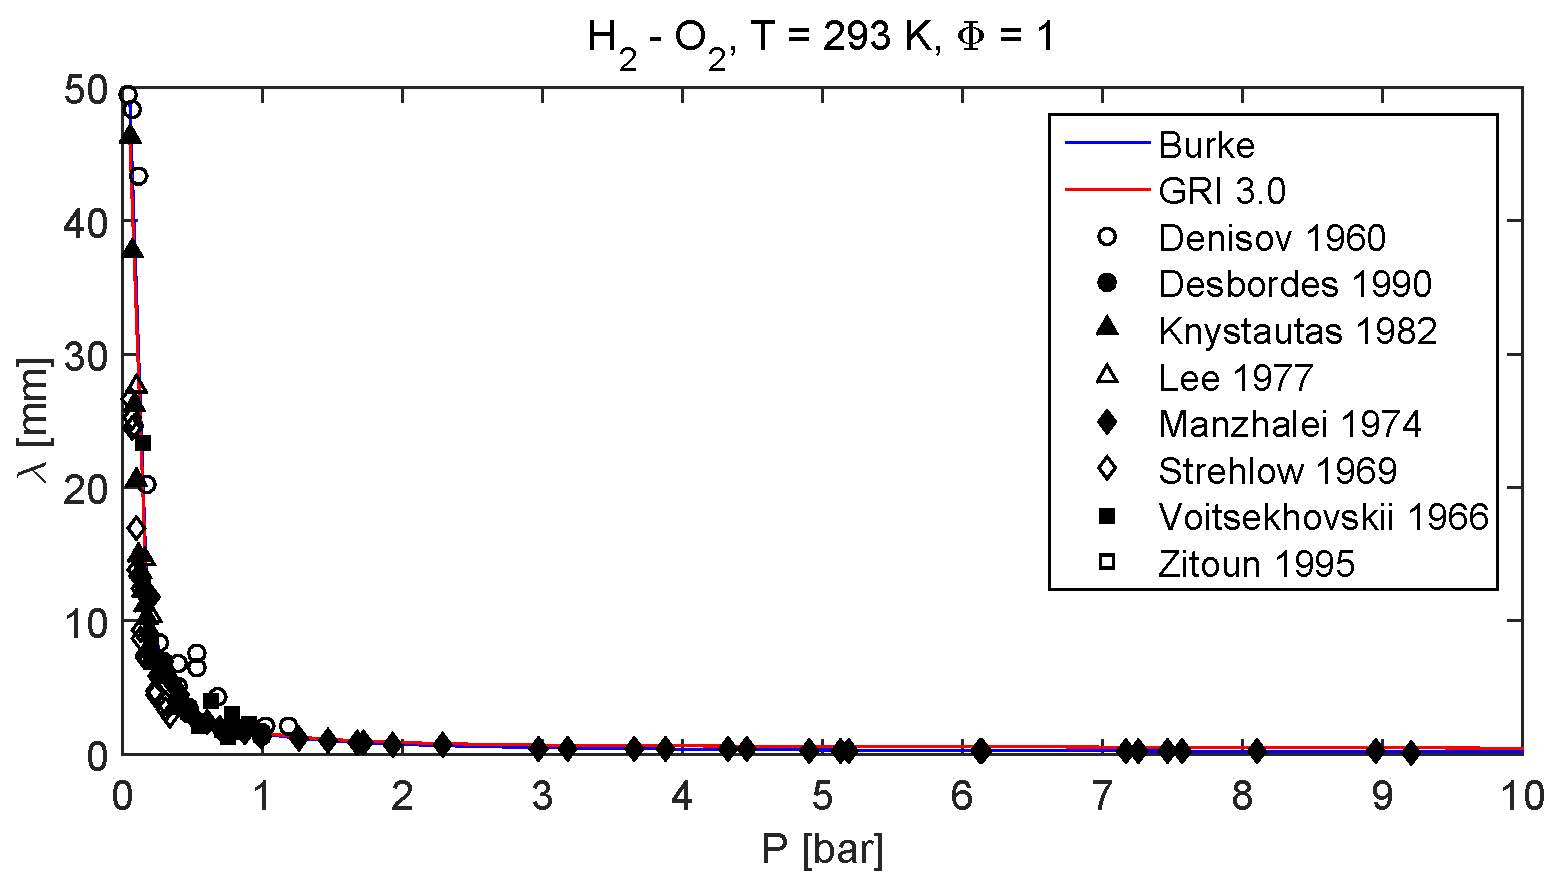 H2 - O2, T = 293 K, Φ = 1
50
40
30
20
10
0
λ [mm]
0 1 2 3 4 5 6 7 8 9 10
P [bar]
Burke
GRI 3.0
Denisov 1960
Desbordes 1990
Knystautas 1982
Lee 1977
Manzhalei 1974
Strehlow 1969
Voitsekhovskii 1966
Zitoun 1995